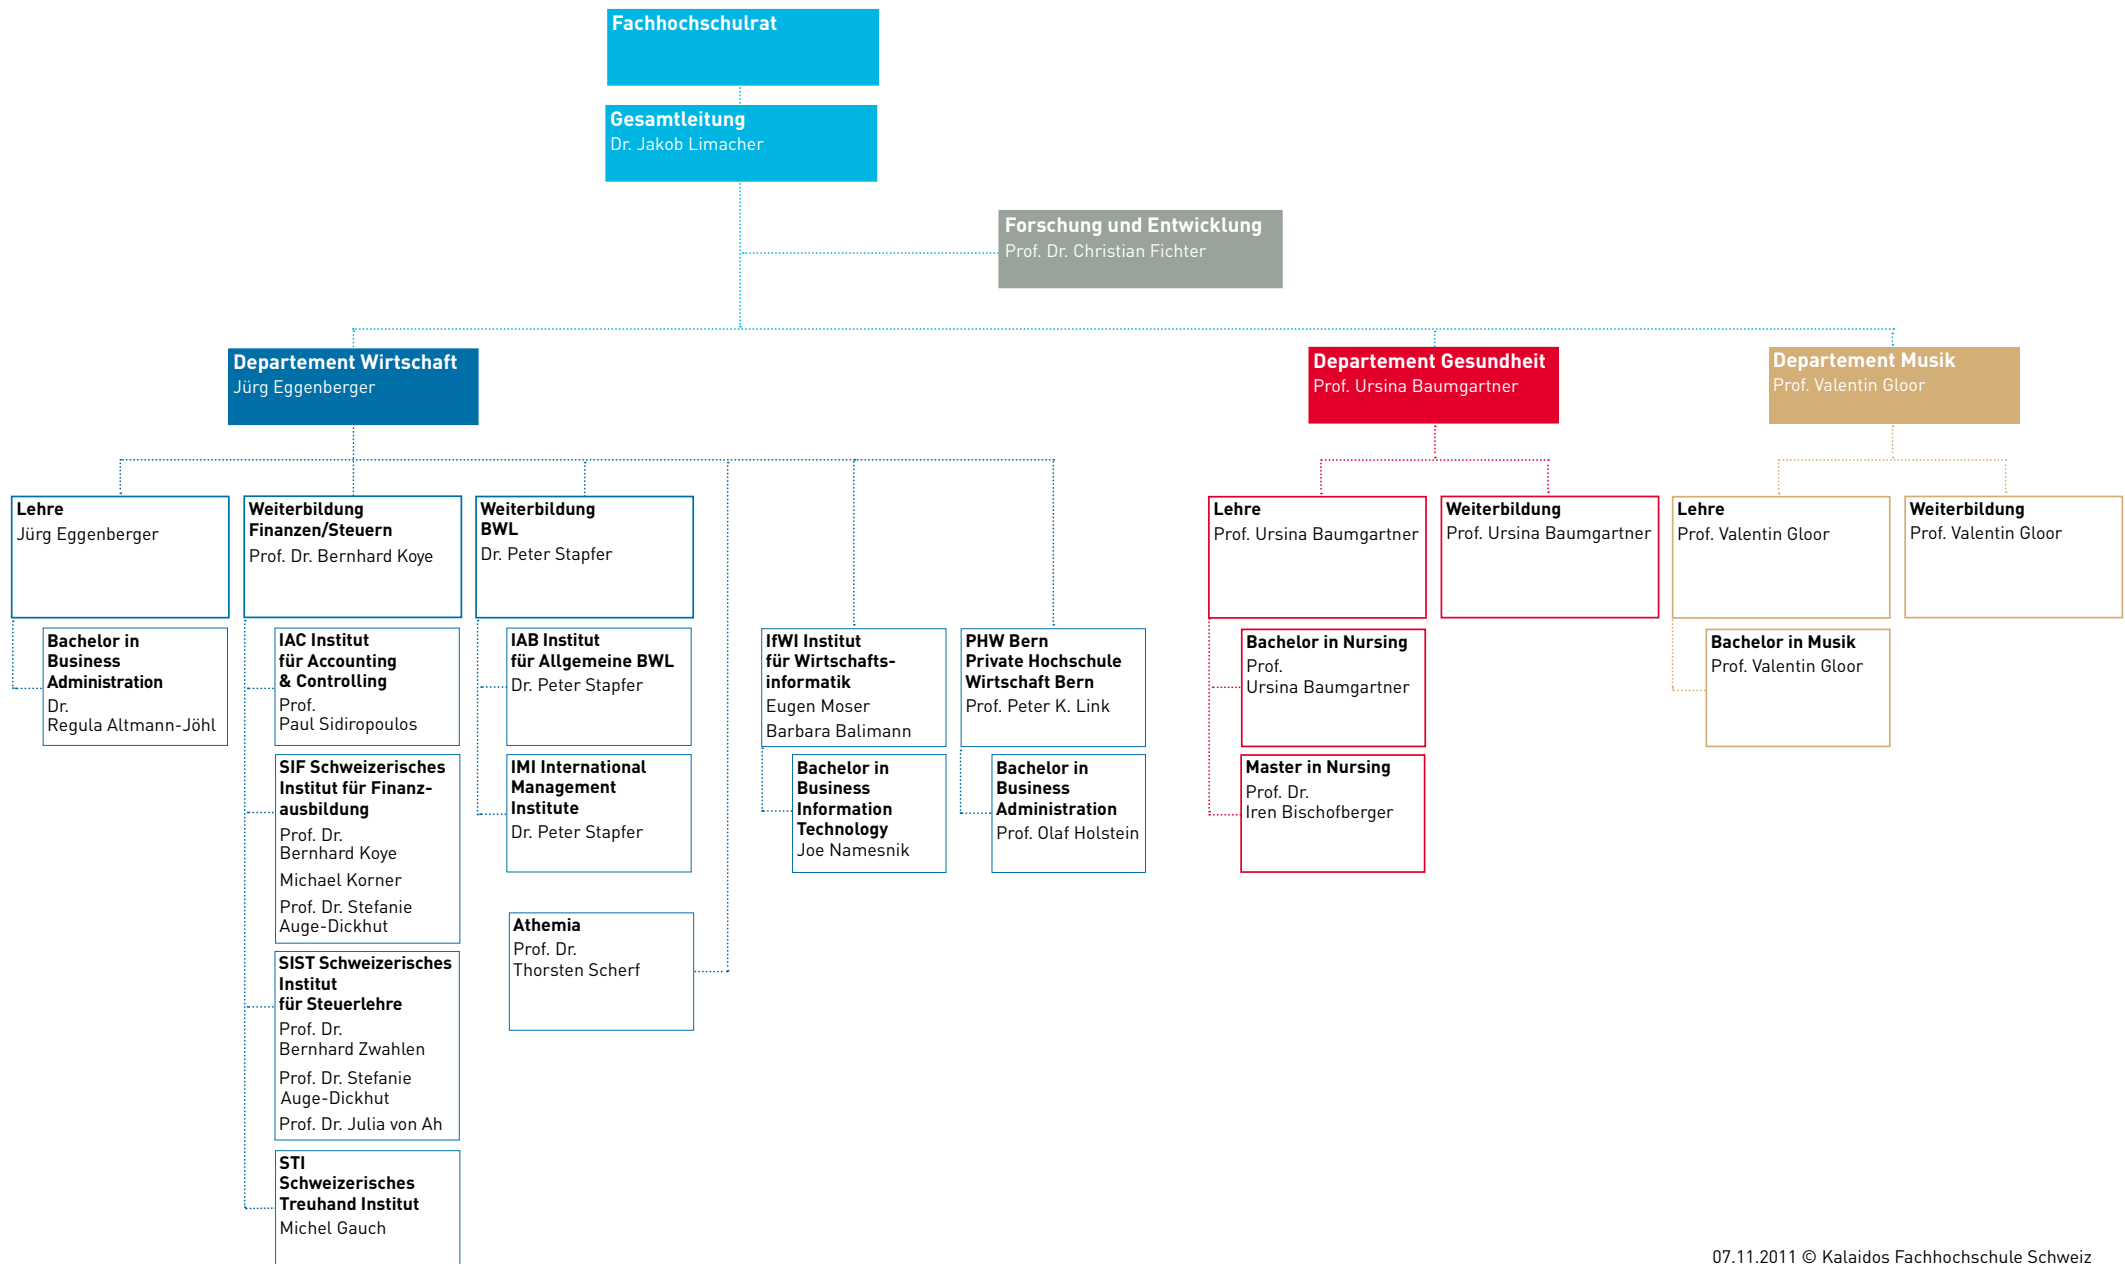 Fachhochschulrat
Gesamtleitung
Dr. Jakob Limacher
Forschung und Entwicklung
Prof. Dr. Christian Fichter
Departement Wirtschaft
Jürg Eggenberger
Departement Gesundheit
Prof. Ursina Baumgartner
Departement Musik
Prof. Valentin Gloor
Lehre
Jürg Eggenberger
Bachelor in
Business
Administration
Dr.
Regula Altmann-Jöhl
Weiterbildung
Finanzen/Steuern
Prof. Dr. Bernhard Koye
IAC Institut
für Accounting
& Controlling
Prof.
Paul Sidiropoulos
SIF Schweizerisches
Institut für Finanz-
ausbildung
Prof. Dr.
Bernhard Koye
Michael Korner
Prof. Dr. Stefanie
Auge-Dickhut
SIST Schweizerisches
Institut
für Steuerlehre
Prof. Dr.
Bernhard Zwahlen
Prof. Dr. Stefanie
Auge-Dickhut
Prof. Dr. Julia von Ah
STI
Schweizerisches
Treuhand Institut
Michel Gauch
Weiterbildung
BWL
Dr. Peter Stapfer
IAB Institut
für Allgemeine BWL
Dr. Peter Stapfer
IMI International
Management
Institute
Dr. Peter Stapfer
Athemia
Prof. Dr.
Thorsten Scherf
IfWI Institut
für Wirtschafts-
informatik
Eugen Moser
Barbara Balimann
Bachelor in
Business
Information
Technology
Joe Namesnik
PHW Bern
Private Hochschule
Wirtschaft Bern
Prof. Peter K. Link
Bachelor in
Business
Administration
Prof. Olaf Holstein
Lehre
Prof. Ursina Baumgartner
Bachelor in Nursing
Prof.
Ursina Baumgartner
Master in Nursing
Prof. Dr.
Iren Bischofberger
Weiterbildung
Prof. Ursina Baumgartner
Lehre
Prof. Valentin Gloor
Bachelor in Musik
Prof. Valentin Gloor
Weiterbildung
Prof. Valentin Gloor
07.11.2011 © Kalaidos Fachhochschule Schweiz